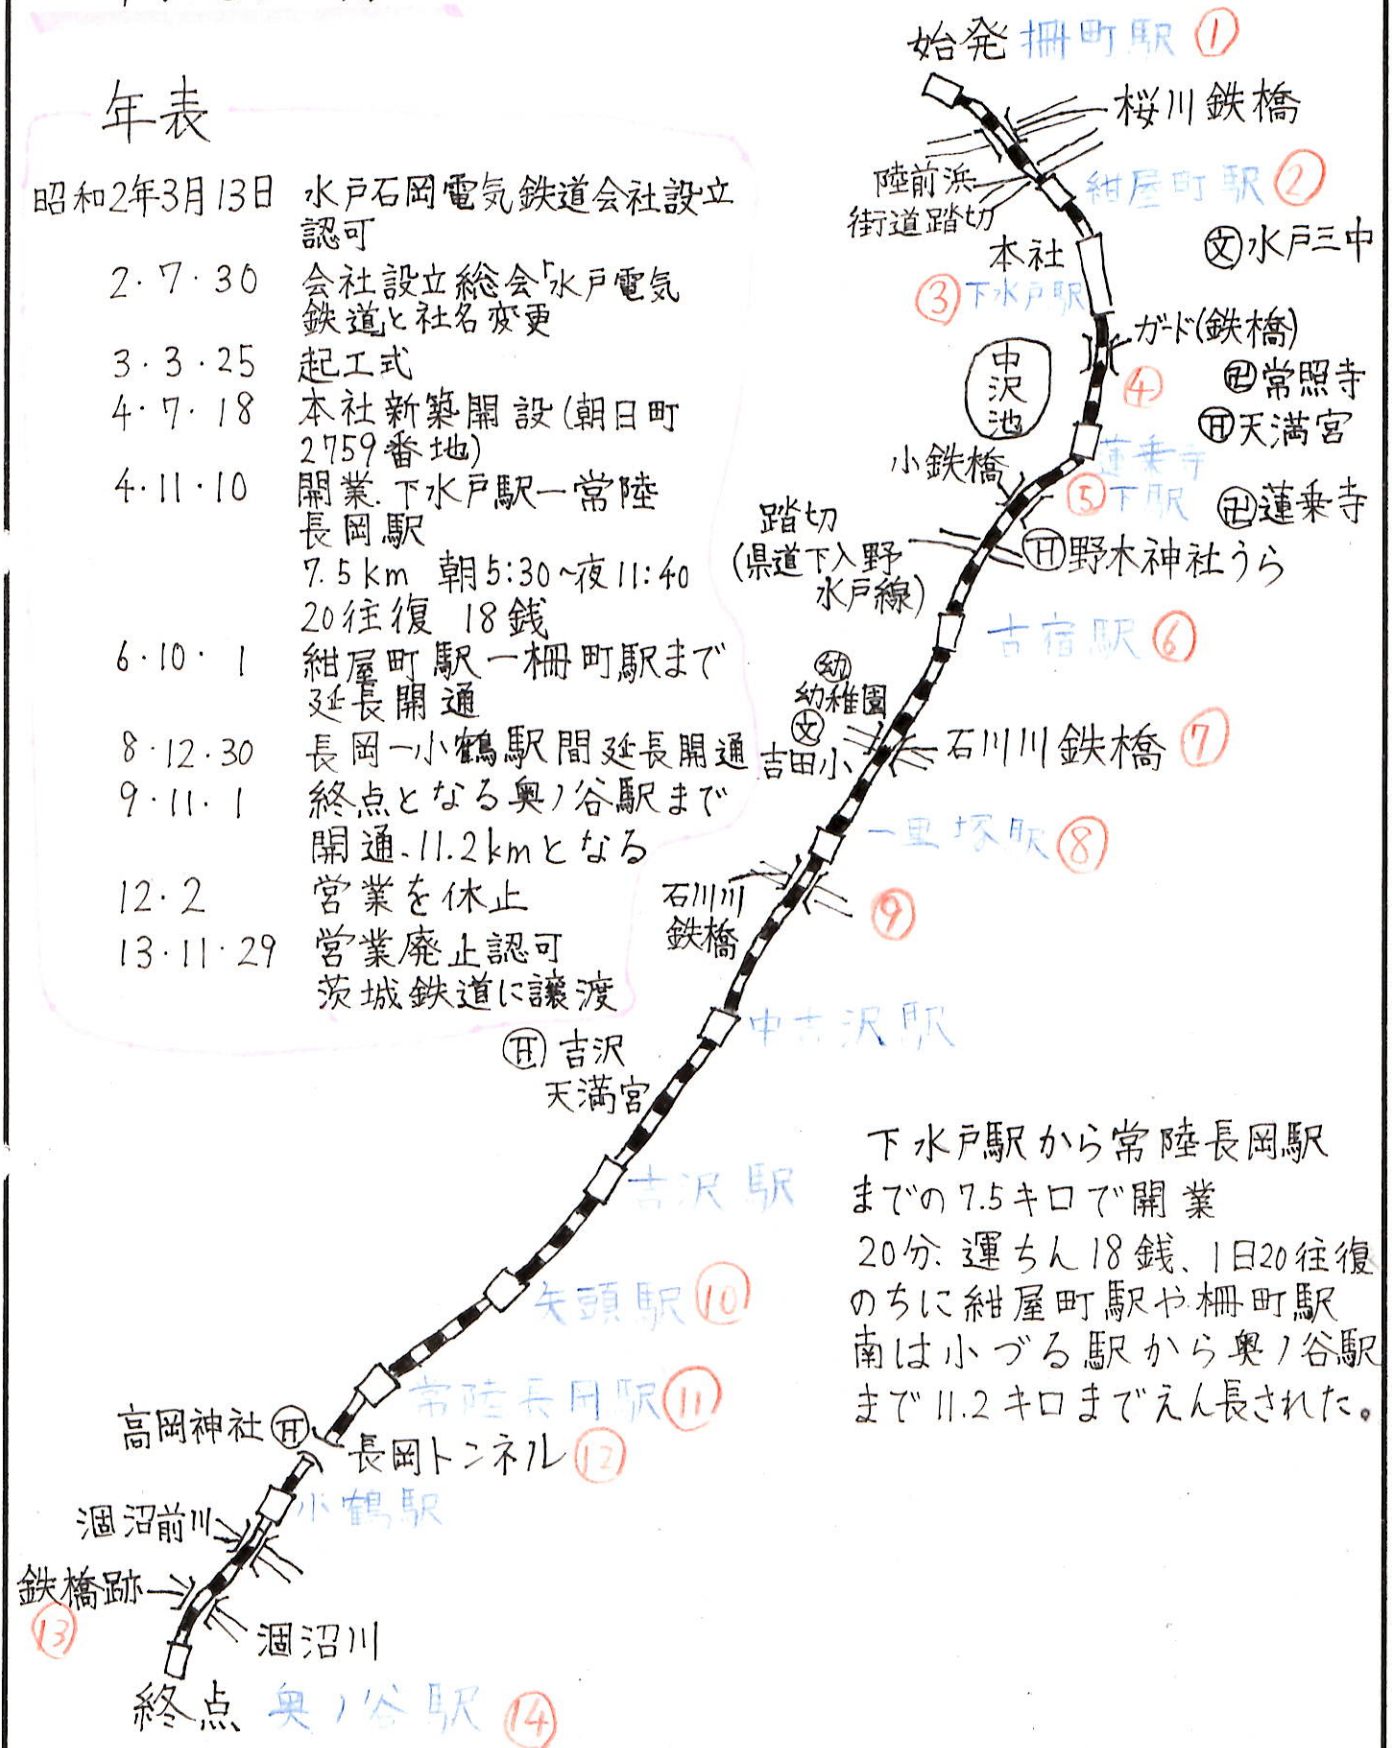 年表
昭和2年3月13日 水戸石岡電気鉄道会社設立
認可
2・7・30 会社設立総会「水戸電気
鉄道」と社名変更
3・3・25 起工式
4・7・18 本社新築開設(朝日町
2759番地)
4・11・10 開業.下水戸駅ー常陸
長岡駅
7.5km 朝5:30~夜11:40
20往復 18銭
6・10・1 紺屋町駅ー柵町駅まで
延長開通
8・12・30 長岡ー小鶴駅間延長開通
9・11・1 終点となる奥ノ谷駅まで
開通、11.2kmとなる
12・2 営業を休止
13・11・29 営業廃止認可
茨城鉄道に譲渡
始発 柵町駅 ①
桜川鉄橋
陸前浜
街道踏切
紺屋町駅 ②
文 水戸三中
本社
③ 下水戸駅
ガード(鉄橋)
中沢池
④
卍 常照寺
天満宮
小鉄橋
蓮乗寺
⑤ 下駅
卍 蓮乗寺
踏切
(県道下入野
水戸線)
野木神社うら
古宿駅 ⑥
幼
幼稚園
文
吉田小
石川川鉄橋 ⑦
一里塚駅 ⑧
石川川
鉄橋
⑨
中吉沢駅
吉沢
天満宮
吉沢駅
矢頭駅 ⑩
常陸長岡駅 ⑪
高岡神社
長岡トンネル ⑫
小鶴駅
涸沼前川
鉄橋跡
⑬
涸沼川
終点 奥ノ谷駅 ⑭
下水戸駅から常陸長岡駅
までの7.5キロで開業
20分、運ちん18銭、1日20往復
のちに紺屋町駅や柵町駅
南は小づる駅から奥ノ谷駅
まで11.2キロまでえん長された。